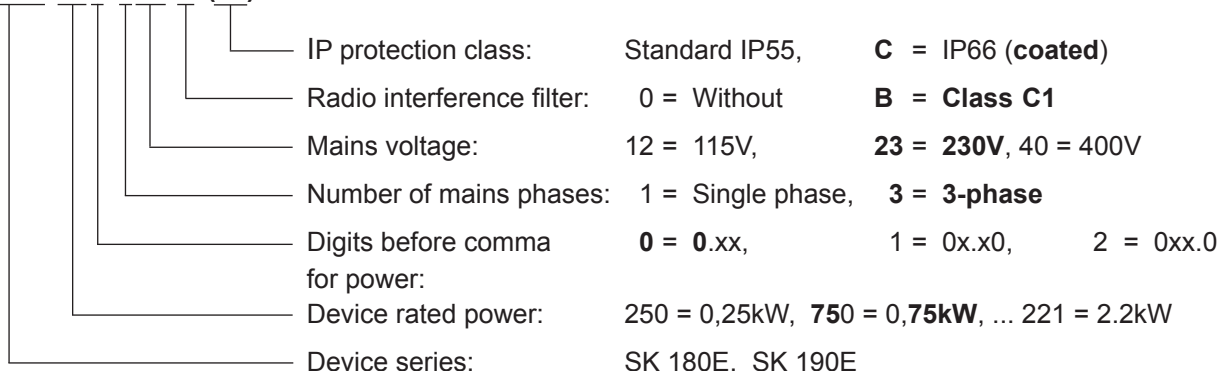 IP protection class: Standard IP55, C = IP66 (coated)
Radio interference filter: 0 = Without B = Class C1
Mains voltage: 12 = 115V, 23 = 230V, 40 = 400V
Number of mains phases: 1 = Single phase, 3 = 3-phase
Digits before comma 0 = 0.xx, 1 = 0x.x0, 2 = 0xx.0
for power:
Device rated power: 250 = 0,25kW, 750 = 0,75kW, ... 221 = 2.2kW
Device series: SK 180E, SK 190E